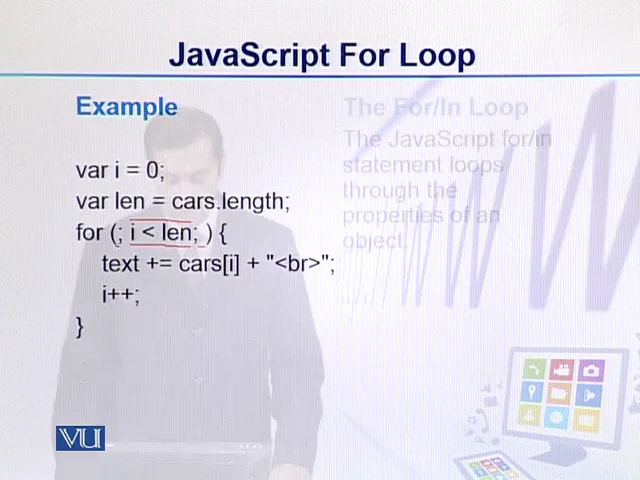 JavaScript For Loop
Example
var i = 0;
var len = cars.length;
for (; i < len; ) {
text += cars[i] + "<br>";
i++;
}
The For/In Loop
The JavaScript for/in
statement loops
through the
properties of an
object.
VU